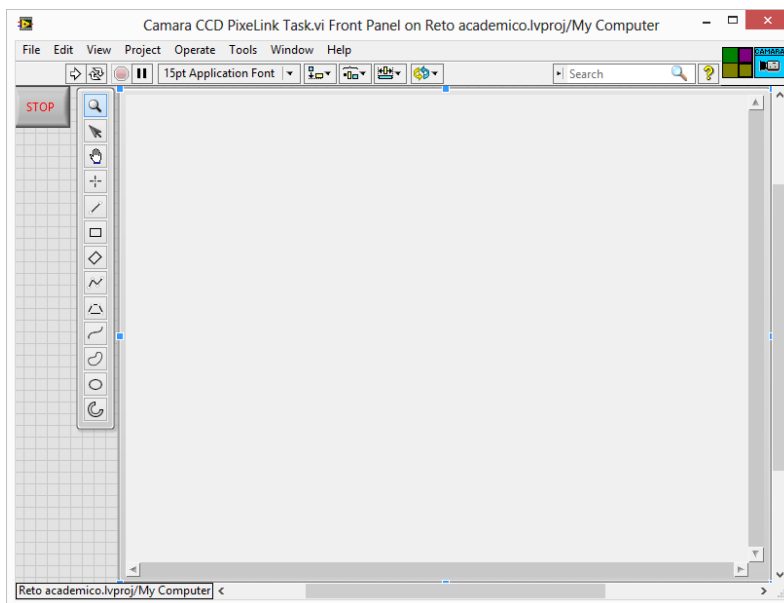 Camara CCD PixeLink Task.vi Front Panel on Reto academico.lvproj/My Computer
File Edit View Project Operate Tools Window Help
15pt Application Font
Search
CAMARA
STOP
Reto academico.lvproj/My Computer